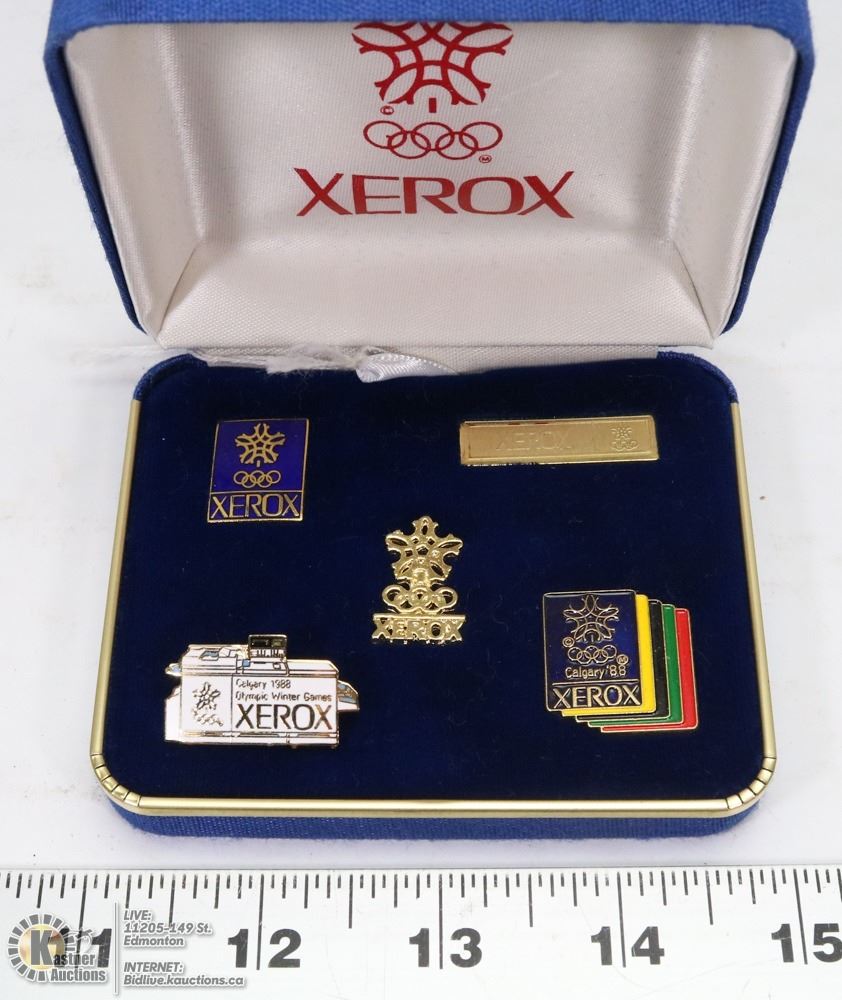 ©
M
XEROX
XEROX
XEROX
XEROX
Calgary 1988
Olympic Winter Games
XEROX
© M
Calgary '88
XEROX
11 12 13 14 15
K
Kastner
Auctions
LIVE:
11205-149 St.
Edmonton
INTERNET:
Bidlive.kauctions.ca